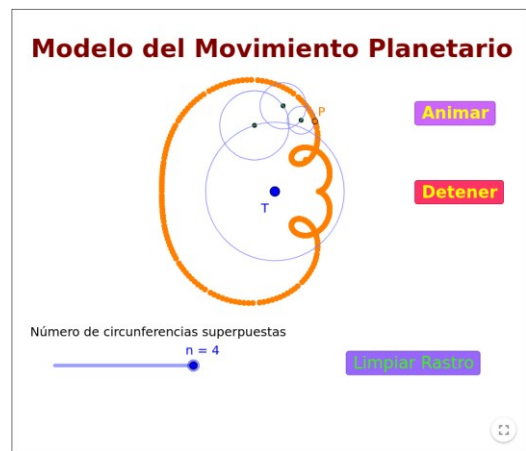 Modelo del Movimiento Planetario
P
Animar
T
Detener
Número de circunferencias superpuestas
n = 4
Limpiar Rastro